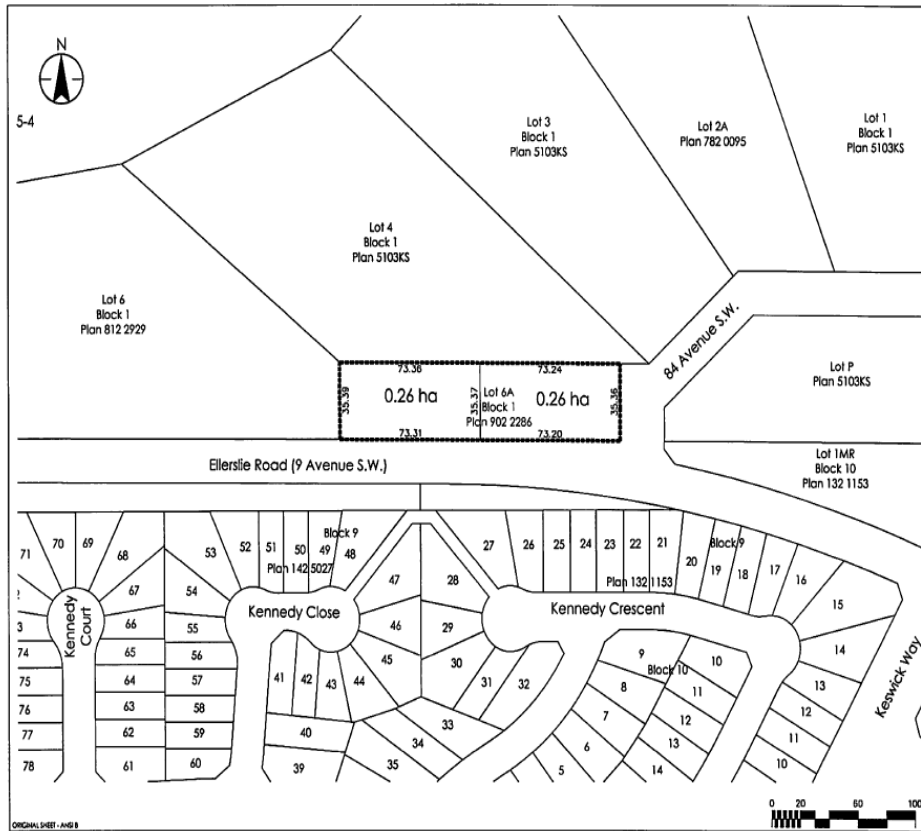 N
5-4
Lot 3
Block 1
Plan 5103KS
Lot 2A
Plan 782 0095
Lot 1
Block 1
Plan 5103KS
Lot 4
Block 1
Plan 5103KS
Lot 6
Block 1
Plan 812 2929
84 Avenue S.W.
Lot P
Plan 5103KS
73.36
73.24
35.39
0.26 ha
35.37
Lot 6A
Block 1
Plan 902 2286
0.26 ha
35.36
73.31
73.20
Lot 1MR
Block 10
Plan 132 1153
Ellerslie Road (9 Avenue S.W.)
71
70
69
68
53
52
51
50
49
48
Block 9
Plan 142 5027
27
26
25
24
23
22
21
20
19
18
17
16
15
14
13
12
11
10
Block 9
Plan 132 1153
67
66
65
64
63
62
61
54
55
56
57
58
59
60
47
46
45
44
43
42
41
40
39
28
29
30
31
32
33
34
35
Kennedy
Court
Kennedy Close
Kennedy Crescent
Keswick Way
2
3
74
75
76
77
78
9
8
7
6
5
Block 10
10
11
12
13
14
0 20 60 100
ORIGINAL SHEET - ANSI B